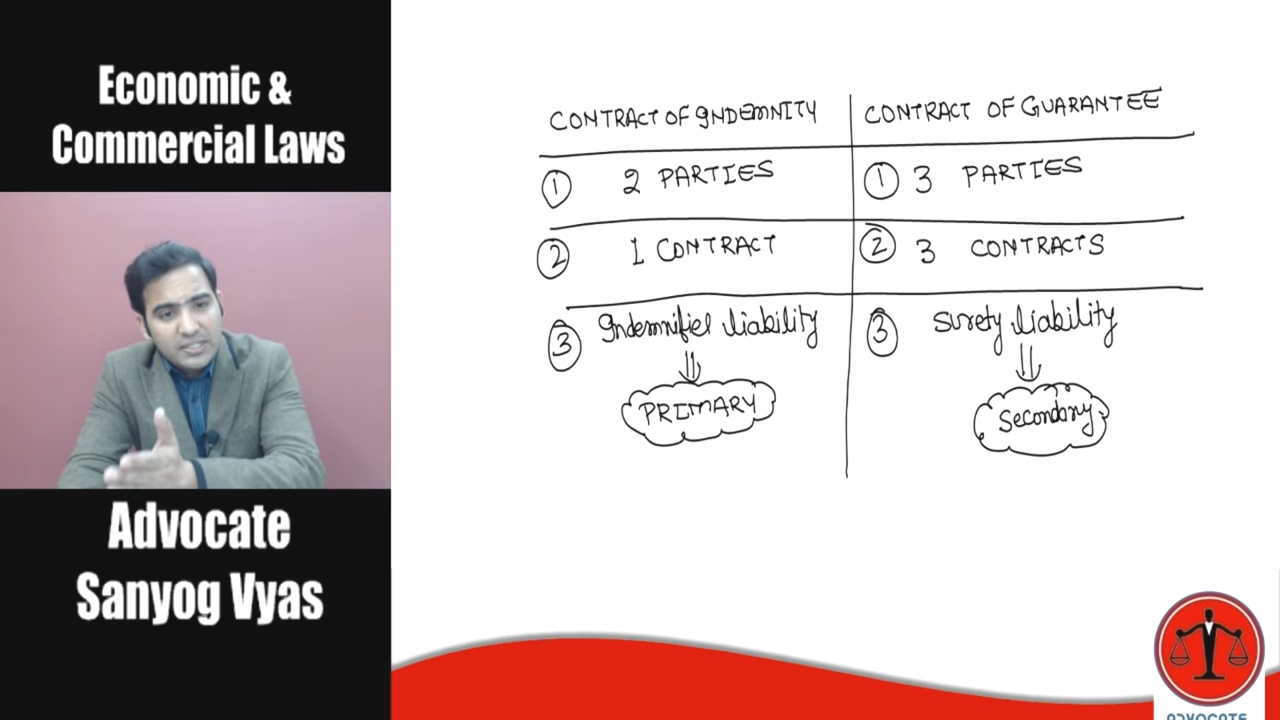 Economic &
Commercial Laws
Advocate
Sanyog Vyas
CONTRACT OF INDEMNITY
CONTRACT OF GUARANTEE
① 2 PARTIES
① 3 PARTIES
② 1 CONTRACT
② 3 CONTRACTS
③ Indemnifier liability
③ Surety liability
PRIMARY
Secondary
ADVOCATE